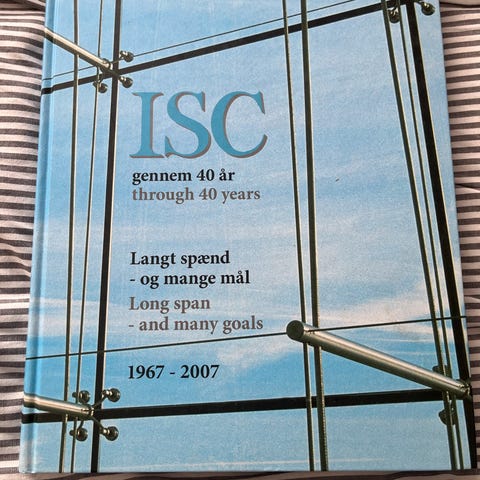 ISC
gennem 40 år
through 40 years
Langt spænd
- og mange mål
Long span
- and many goals
1967 - 2007